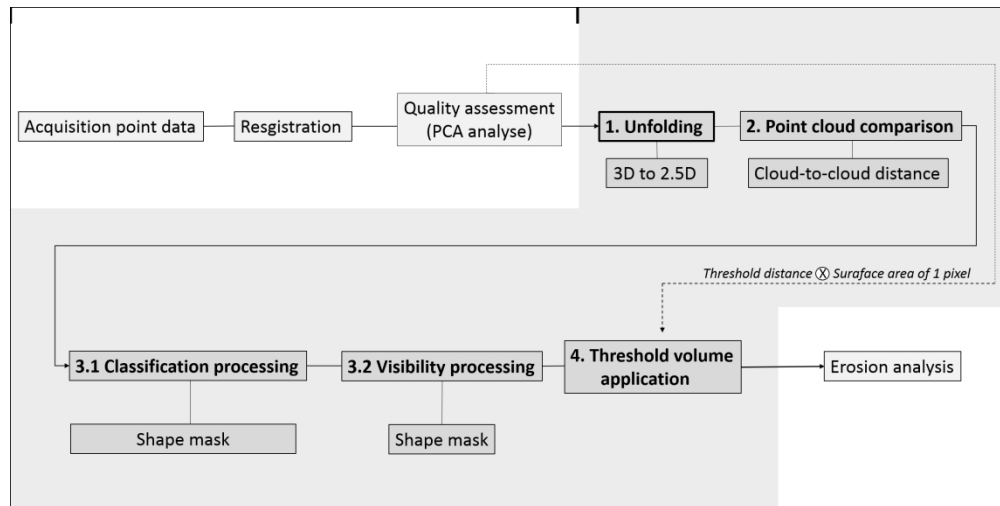 Quality assessment
(PCA analyse)
Acquisition point data
Resgistration
1. Unfolding
2. Point cloud comparison
3D to 2.5D
Cloud-to-cloud distance
Threshold distance ⓧ Suraface area of 1 pixel
3.1 Classification processing
3.2 Visibility processing
4. Threshold volume
application
Erosion analysis
Shape mask
Shape mask